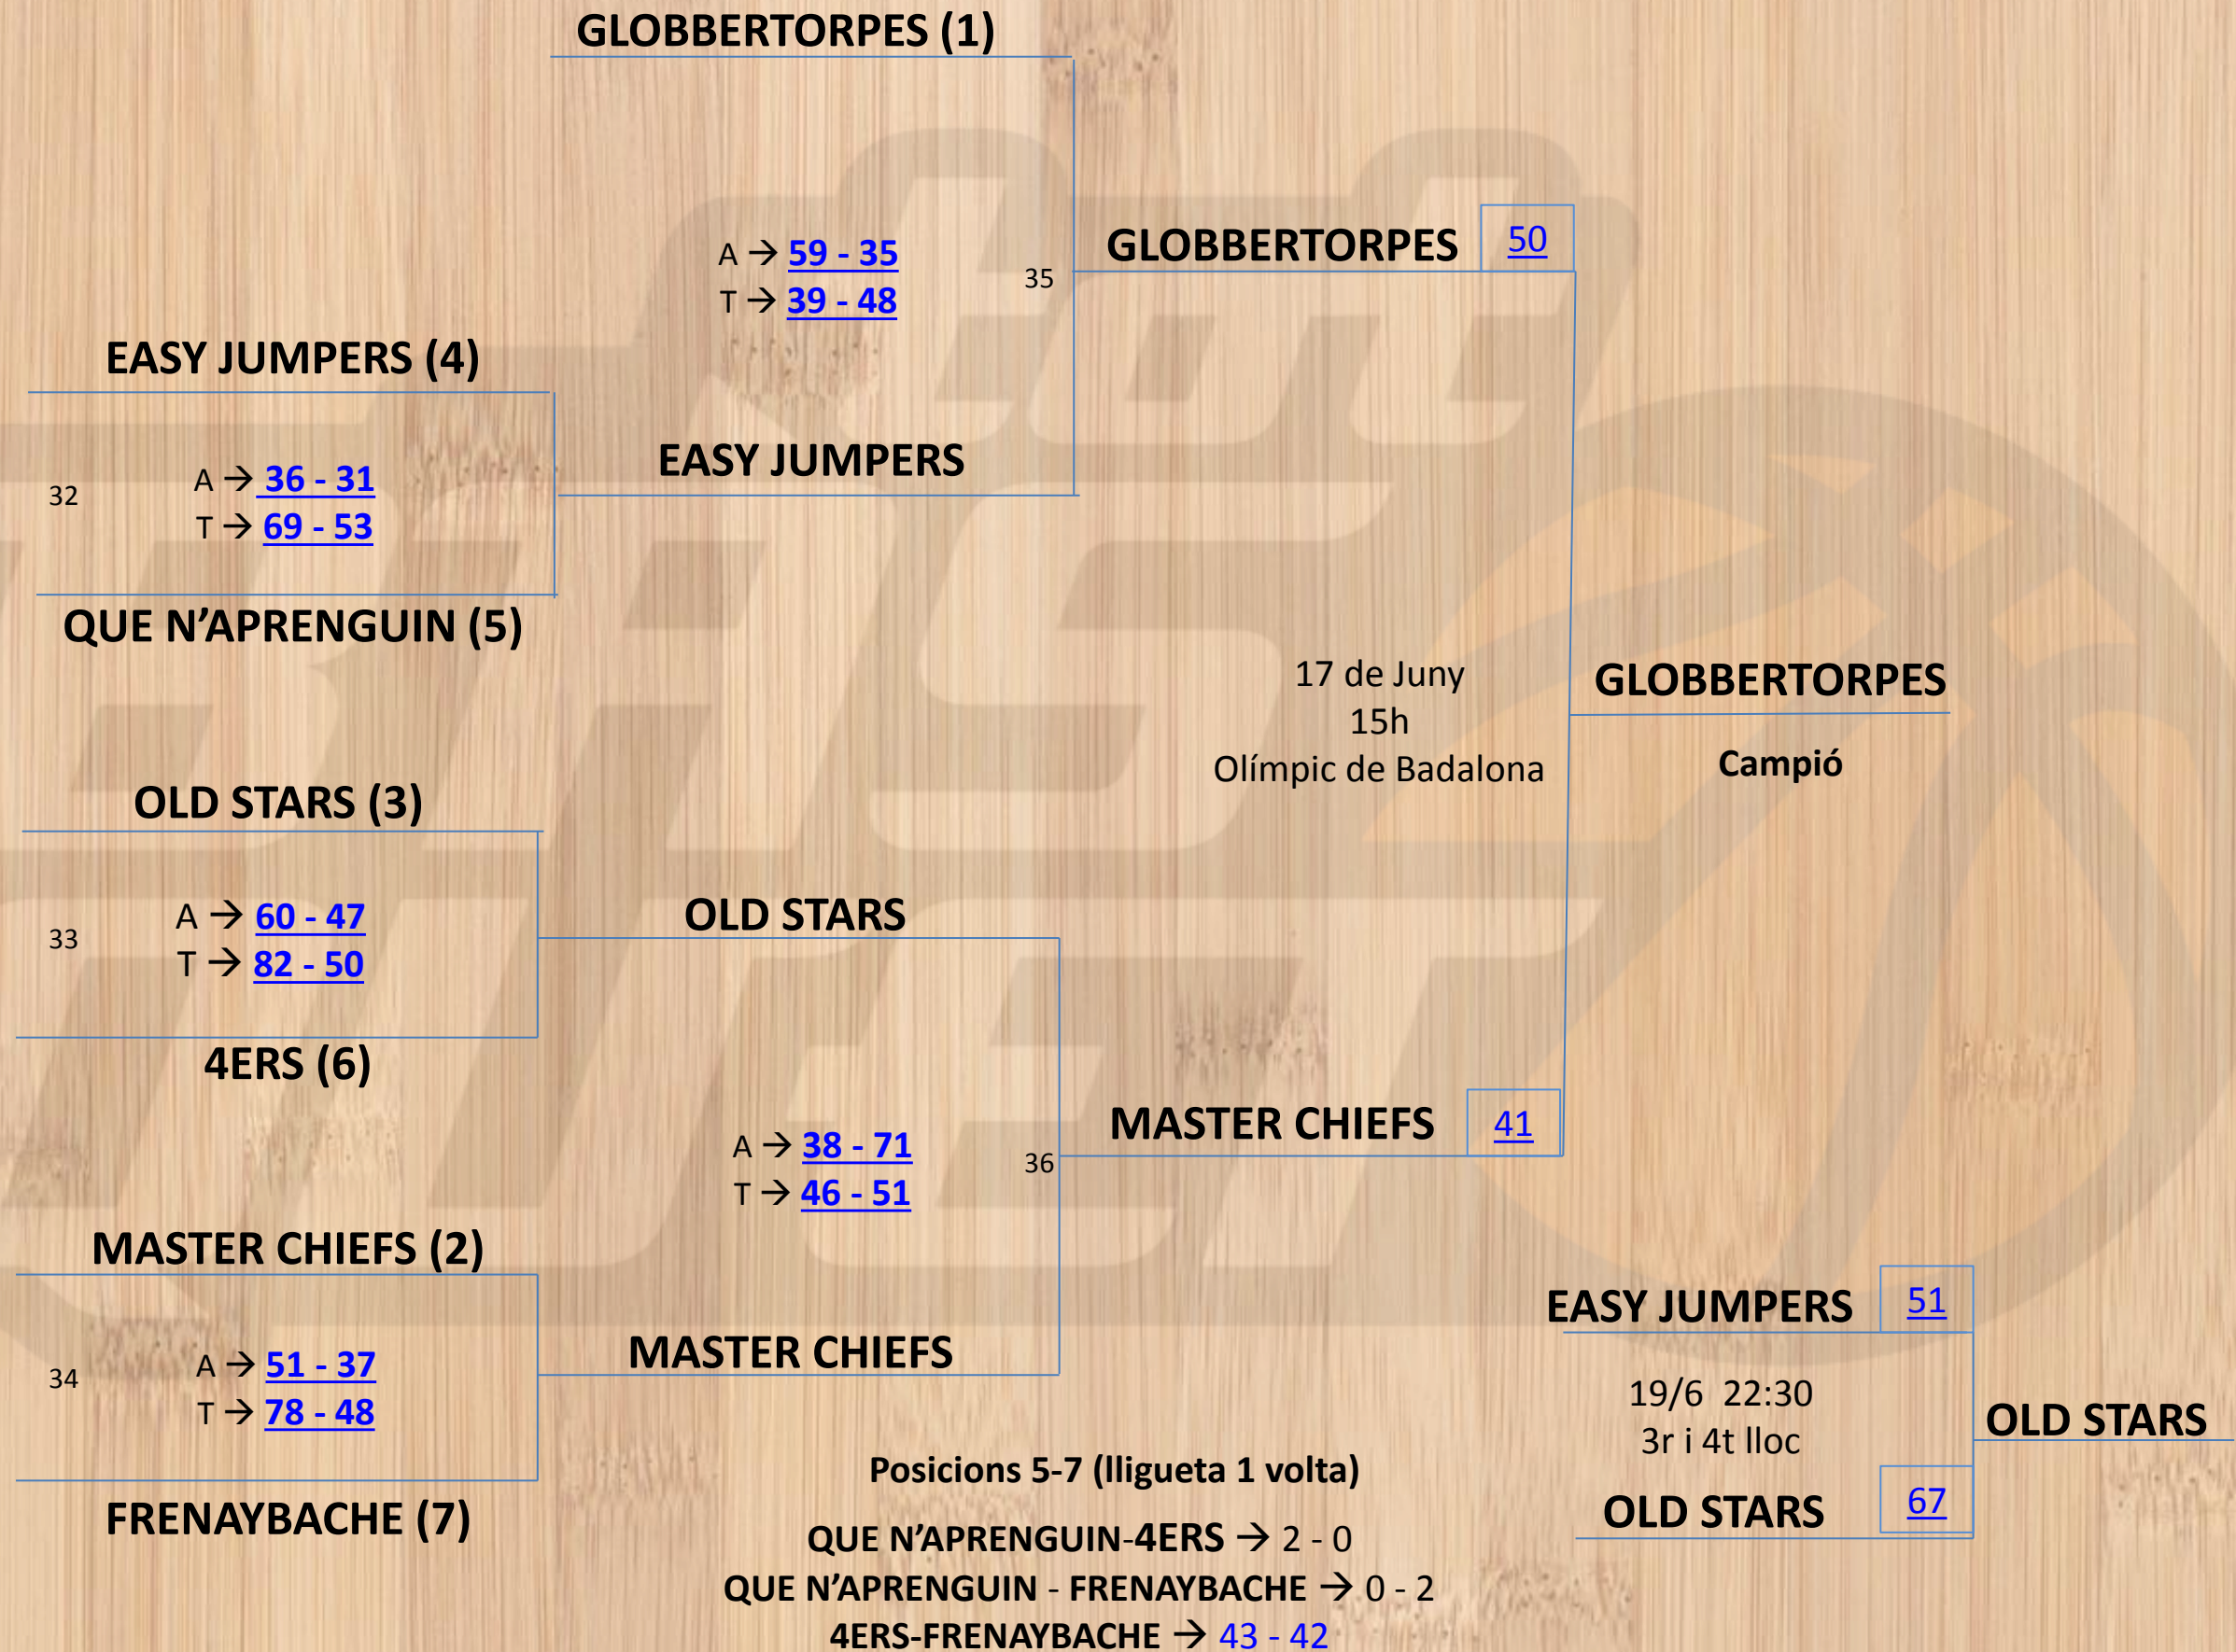 GLOBBERTORPES (1)
A → 59 - 35
T → 39 - 48
35
GLOBBERTORPES 50
EASY JUMPERS (4)
32
A → 36 - 31
T → 69 - 53
EASY JUMPERS
QUE N’APRENGUIN (5)
17 de Juny
15h
Olímpic de Badalona
GLOBBERTORPES
Campió
OLD STARS (3)
33
A → 60 - 47
T → 82 - 50
OLD STARS
4ERS (6)
A → 38 - 71
T → 46 - 51
36
MASTER CHIEFS 41
MASTER CHIEFS (2)
34
A → 51 - 37
T → 78 - 48
MASTER CHIEFS
FRENAYBACHE (7)
EASY JUMPERS 51
19/6 22:30
3r i 4t lloc
OLD STARS
OLD STARS 67
Posicions 5-7 (lligueta 1 volta)
QUE N’APRENGUIN-4ERS → 2 - 0
QUE N’APRENGUIN - FRENAYBACHE → 0 - 2
4ERS-FRENAYBACHE → 43 - 42